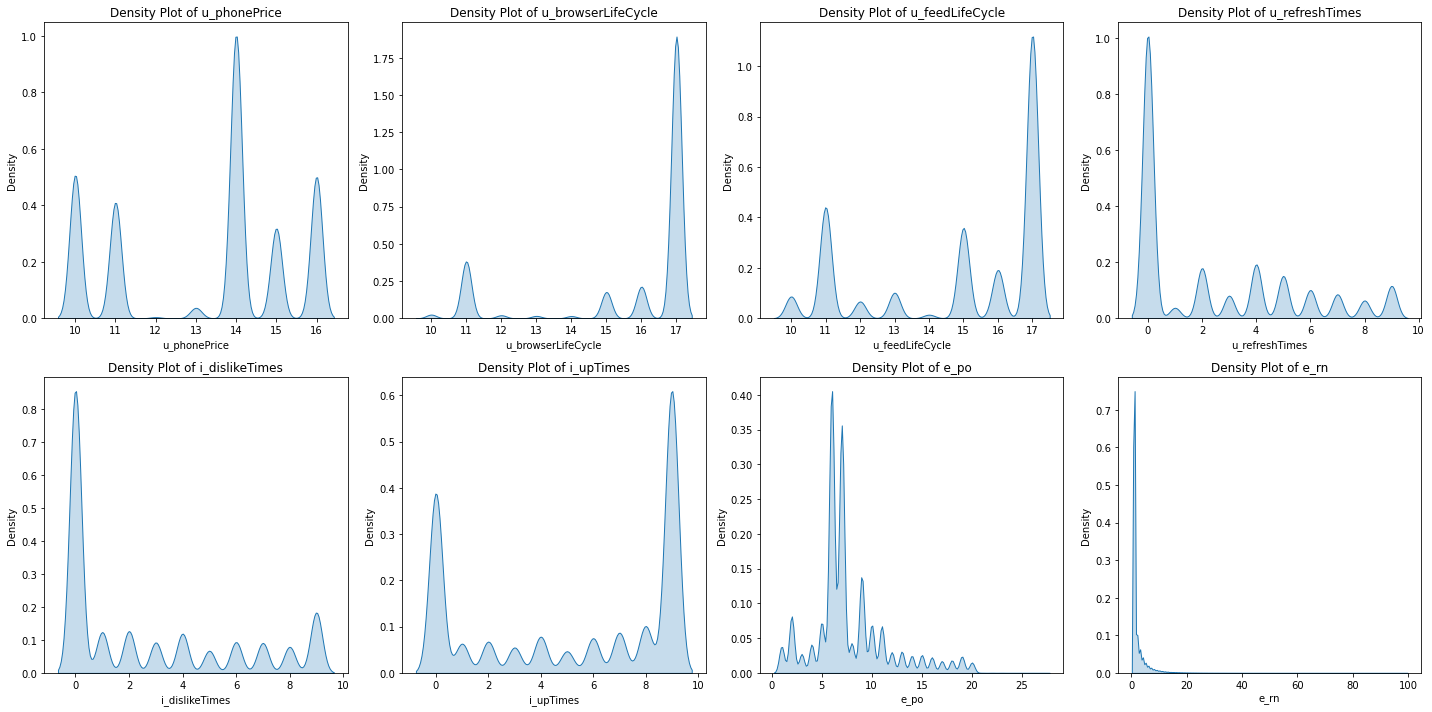 Density Plot of u_phonePrice
Density
1.0
0.8
0.6
0.4
0.2
0.0
10 11 12 13 14 15 16
u_phonePrice
Density Plot of u_browserLifeCycle
Density
1.75
1.50
1.25
1.00
0.75
0.50
0.25
0.00
10 11 12 13 14 15 16 17
u_browserLifeCycle
Density Plot of u_feedLifeCycle
Density
1.0
0.8
0.6
0.4
0.2
0.0
10 11 12 13 14 15 16 17
u_feedLifeCycle
Density Plot of u_refreshTimes
Density
1.0
0.8
0.6
0.4
0.2
0.0
0 2 4 6 8 10
u_refreshTimes
Density Plot of i_dislikeTimes
Density
0.8
0.7
0.6
0.5
0.4
0.3
0.2
0.1
0.0
0 2 4 6 8 10
i_dislikeTimes
Density Plot of i_upTimes
Density
0.6
0.5
0.4
0.3
0.2
0.1
0.0
0 2 4 6 8 10
i_upTimes
Density Plot of e_po
Density
0.40
0.35
0.30
0.25
0.20
0.15
0.10
0.05
0.00
0 5 10 15 20 25
e_po
Density Plot of e_rn
Density
0.7
0.6
0.5
0.4
0.3
0.2
0.1
0.0
0 20 40 60 80 100
e_rn